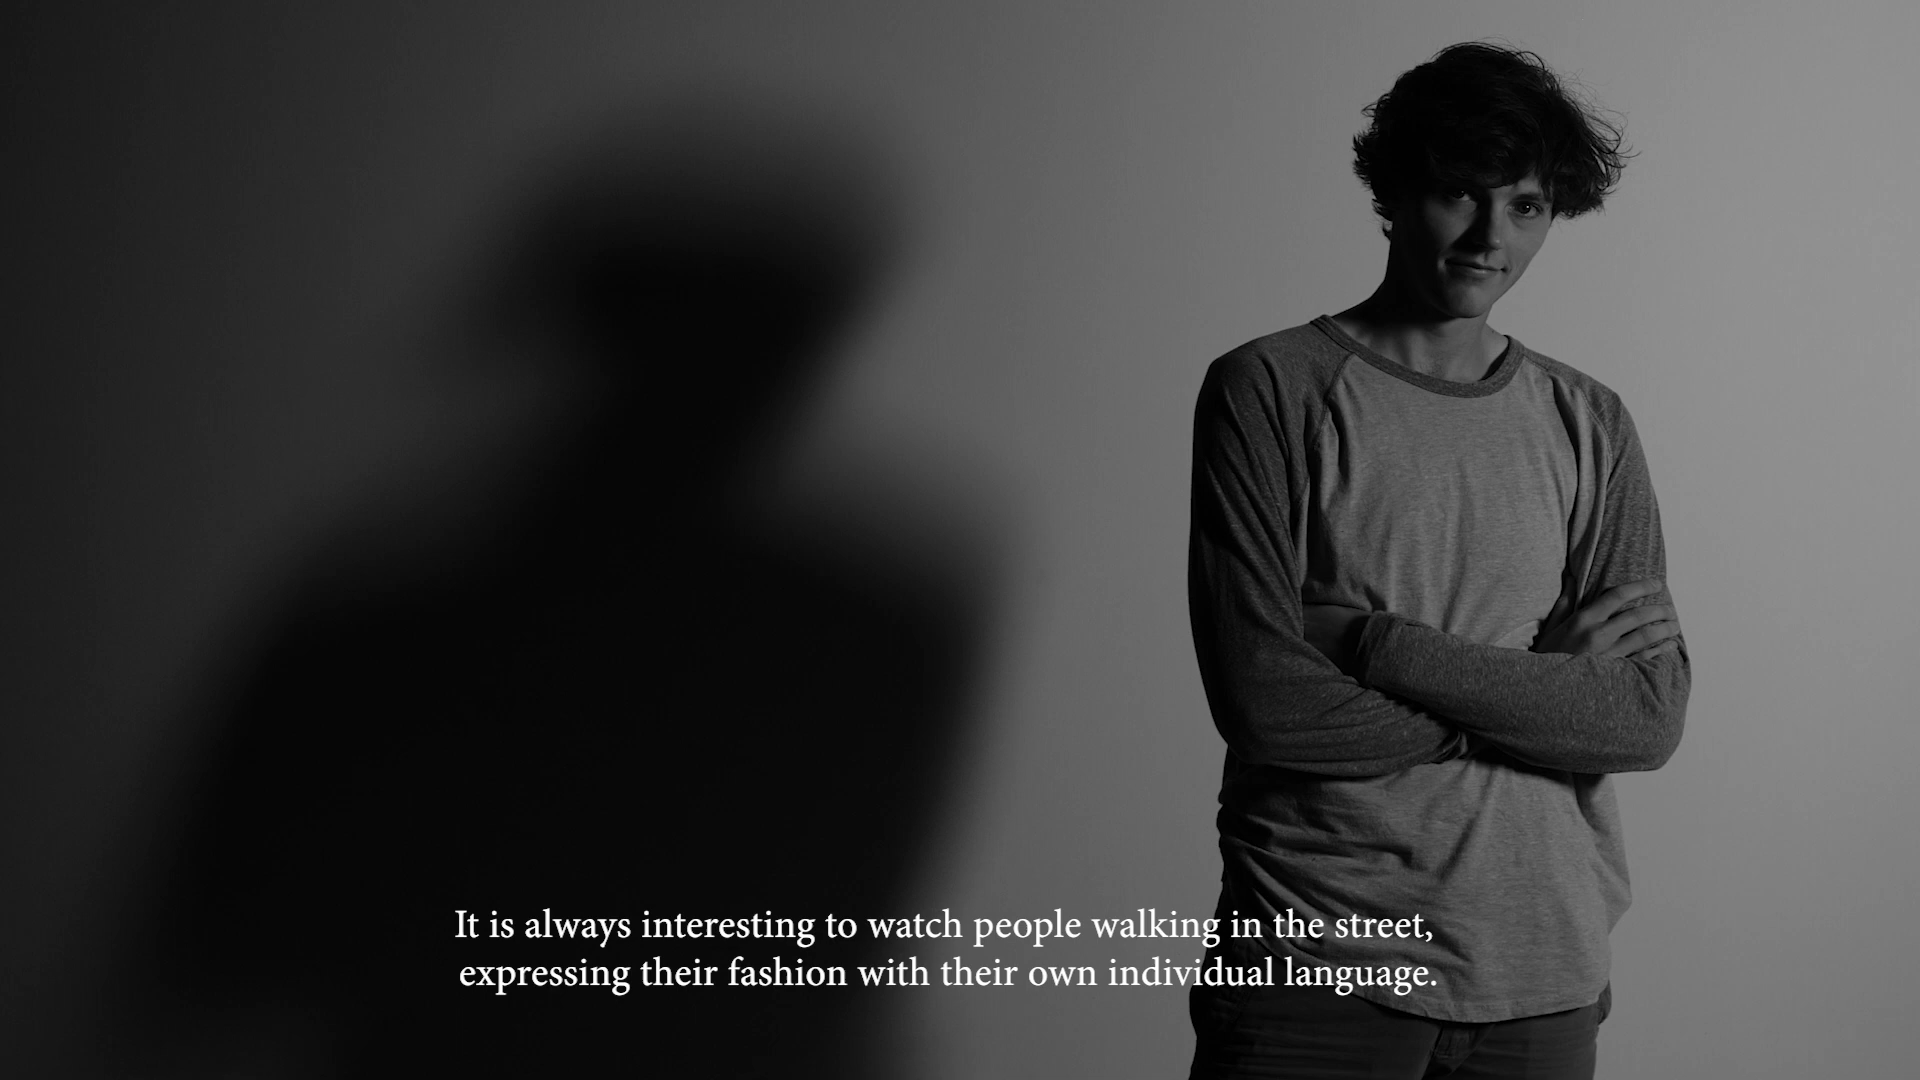 It is always interesting to watch people walking in the street,
expressing their fashion with their own individual language.